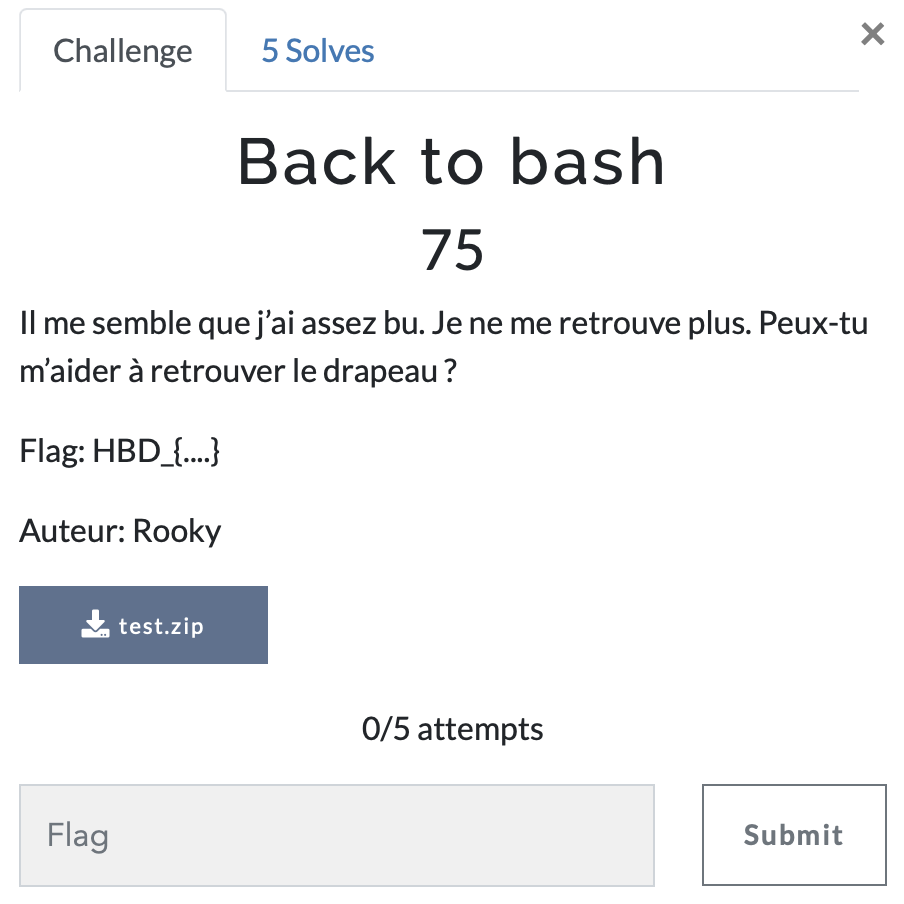 Challenge
5 Solves
×
Back to bash
75
Il me semble que j’ai assez bu. Je ne me retrouve plus. Peux-tu
m’aider à retrouver le drapeau ?
Flag: HBD_{....}
Auteur: Rooky
test.zip
0/5 attempts
Flag
Submit